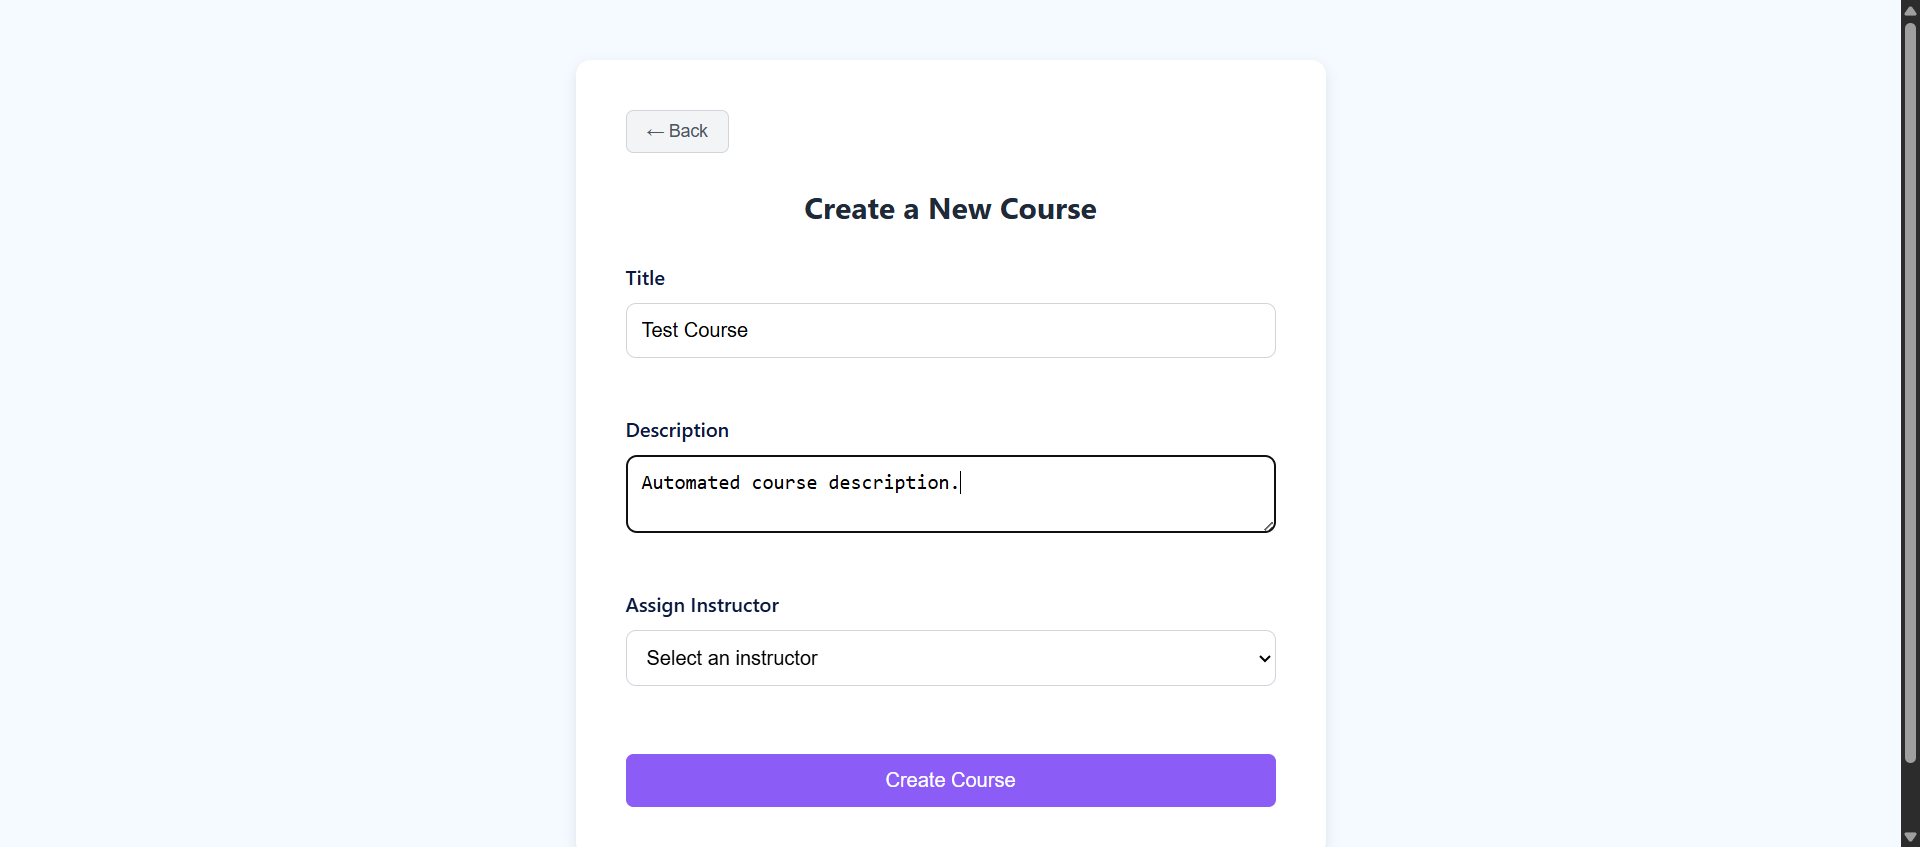 ← Back
Create a New Course
Title
Test Course
Description
Automated course description.
Assign Instructor
Select an instructor
Create Course